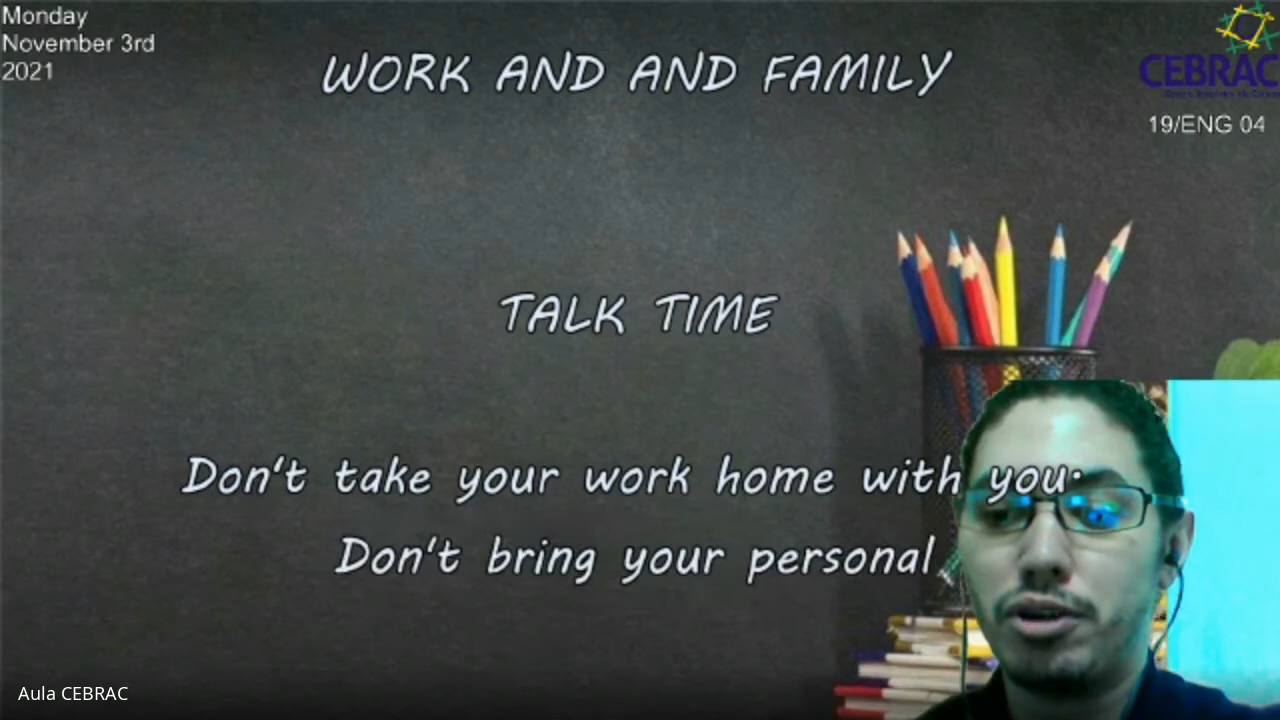 Monday
November 3rd
2021
WORK AND AND FAMILY
CEBRAC
19/ENG 04
TALK TIME
Don't take your work home with you;
Don't bring your personal
Aula CEBRAC